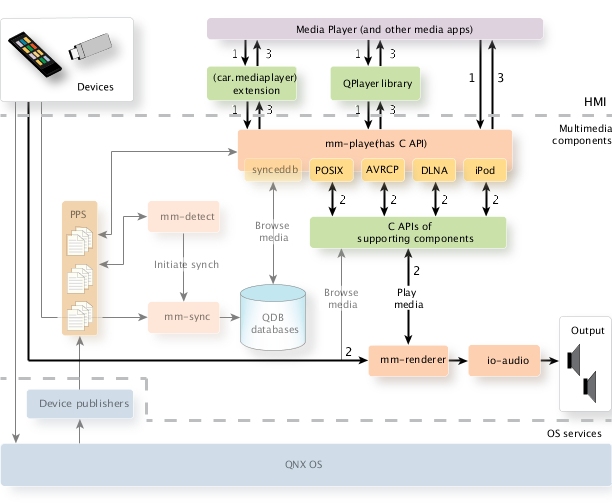 Media Player (and other media apps)
1
3
1
2
1
3
(car.mediaplayer)
extension
QPlayer library
Devices
1
3
1
3
HMI
Multimedia
components
mm-player(has C API)
synceddb
POSIX
AVRCP
DLNA
iPod
2
2
2
2
PPS
mm-detect
Browse
media
C APIs of
supporting components
Initiate synch
2
Browse
media
Play
media
mm-sync
QDB
databases
Output
2
mm-renderer
io-audio
Device publishers
OS services
QNX OS